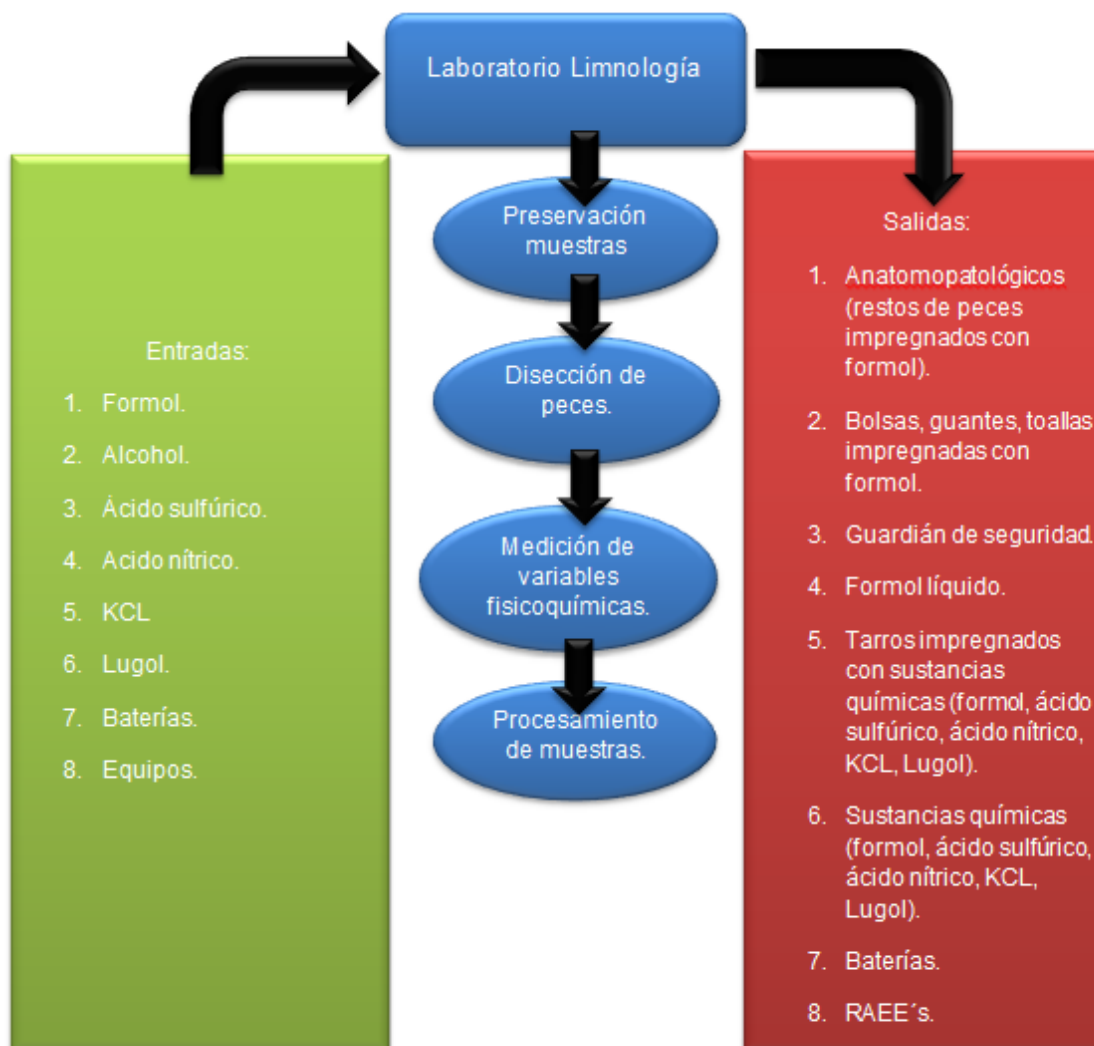 Laboratorio Limnología
Entradas:
1. Formol.
2. Alcohol.
3. Ácido sulfúrico.
4. Acido nítrico.
5. KCL
6. Lugol.
7. Baterías.
8. Equipos.
Preservación
muestras
Disección de
peces.
Medición de
variables
fisicoquímicas.
Procesamiento
de muestras.
Salidas:
1. Anatomopatológicos
(restos de peces
impregnados con
formol).
2. Bolsas, guantes, toallas
impregnadas con
formol.
3. Guardián de seguridad.
4. Formol líquido.
5. Tarros impregnados
con sustancias
químicas (formol, ácido
sulfúrico, ácido nítrico,
KCL, Lugol).
6. Sustancias químicas
(formol, ácido sulfúrico,
ácido nítrico, KCL,
Lugol).
7. Baterías.
8. RAEE´s.